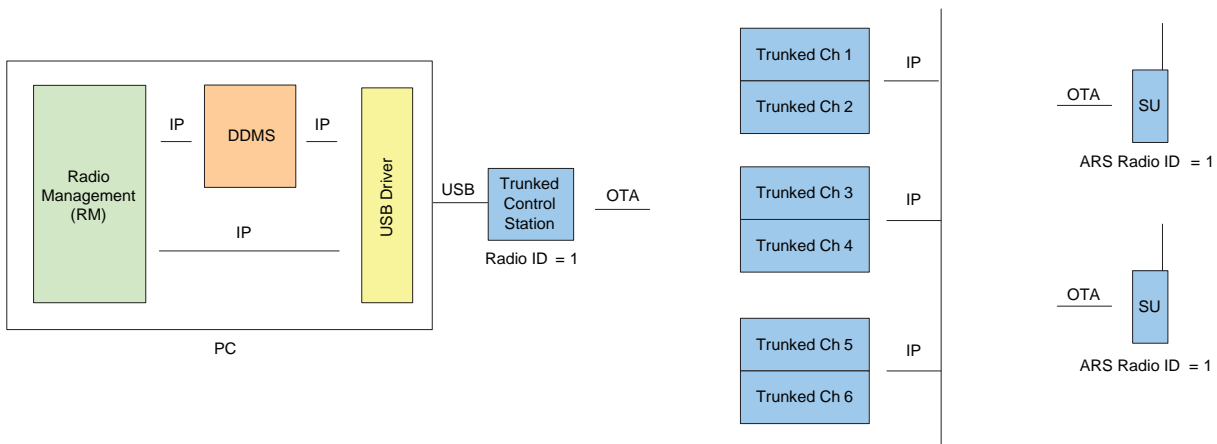 Radio
Management
(RM)
IP
DDMS
IP
IP
USB Driver
PC
USB
Trunked
Control
Station
Radio ID = 1
OTA
Trunked Ch 1
Trunked Ch 2
IP
Trunked Ch 3
Trunked Ch 4
IP
Trunked Ch 5
Trunked Ch 6
IP
OTA
SU
ARS Radio ID = 1
OTA
SU
ARS Radio ID = 1